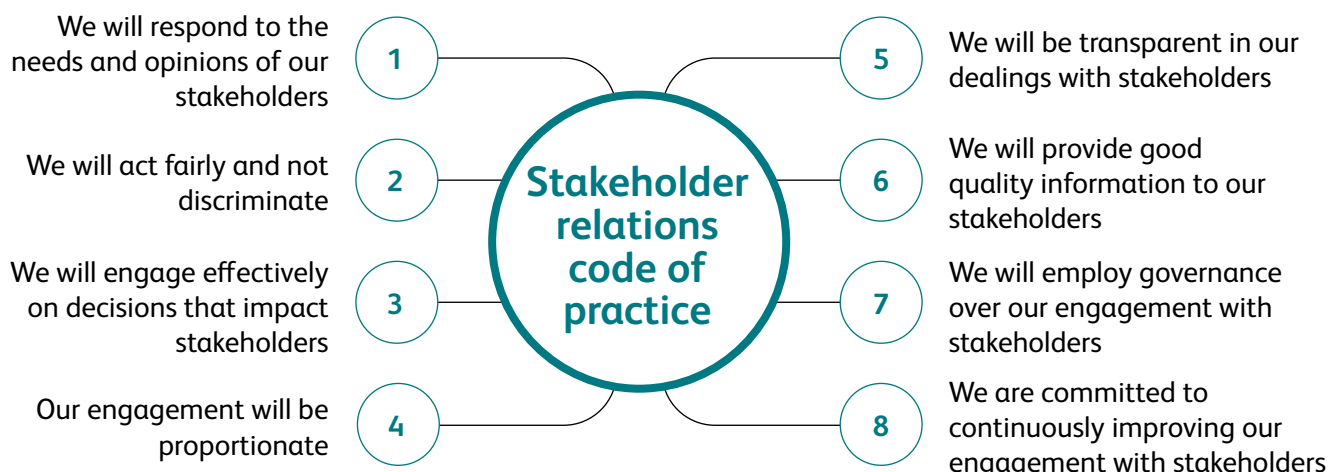 We will respond to the
needs and opinions of our
stakeholders
1
We will act fairly and not
discriminate
2
We will engage effectively
on decisions that impact
stakeholders
3
Our engagement will be
proportionate
4
Stakeholder
relations
code of
practice
5
We will be transparent in our
dealings with stakeholders
6
We will provide good
quality information to our
stakeholders
7
We will employ governance
over our engagement with
stakeholders
8
We are committed to
continuously improving our
engagement with stakeholders